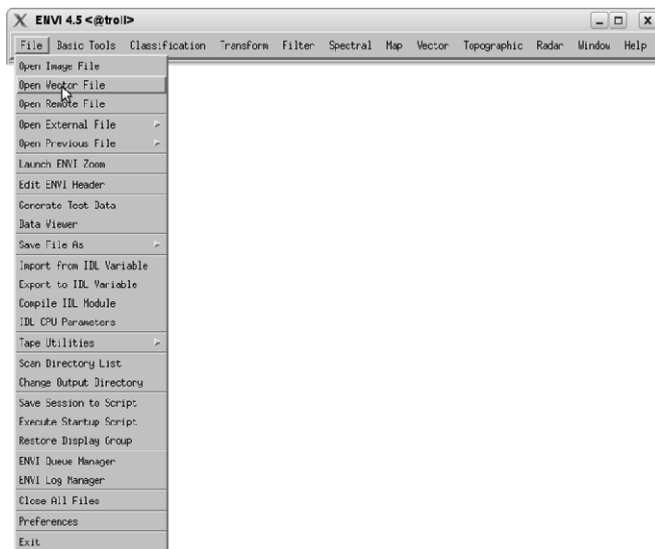 ENVI 4.5 <@troll>
File Basic Tools Classification Transform Filter Spectral Map Vector Topographic Radar Window Help
Open Image File
Open Vector File
Open Remote File
Open External File
Open Previous File
Launch ENVI Zoom
Edit ENVI Header
Generate Test Data
Data Viewer
Save File As
Import from IDL Variable
Export to IDL Variable
Compile IDL Module
IDL CPU Parameters
Tape Utilities
Scan Directory List
Change Output Directory
Save Session to Script
Execute Startup Script
Restore Display Group
ENVI Queue Manager
ENVI Log Manager
Close All Files
Preferences
Exit